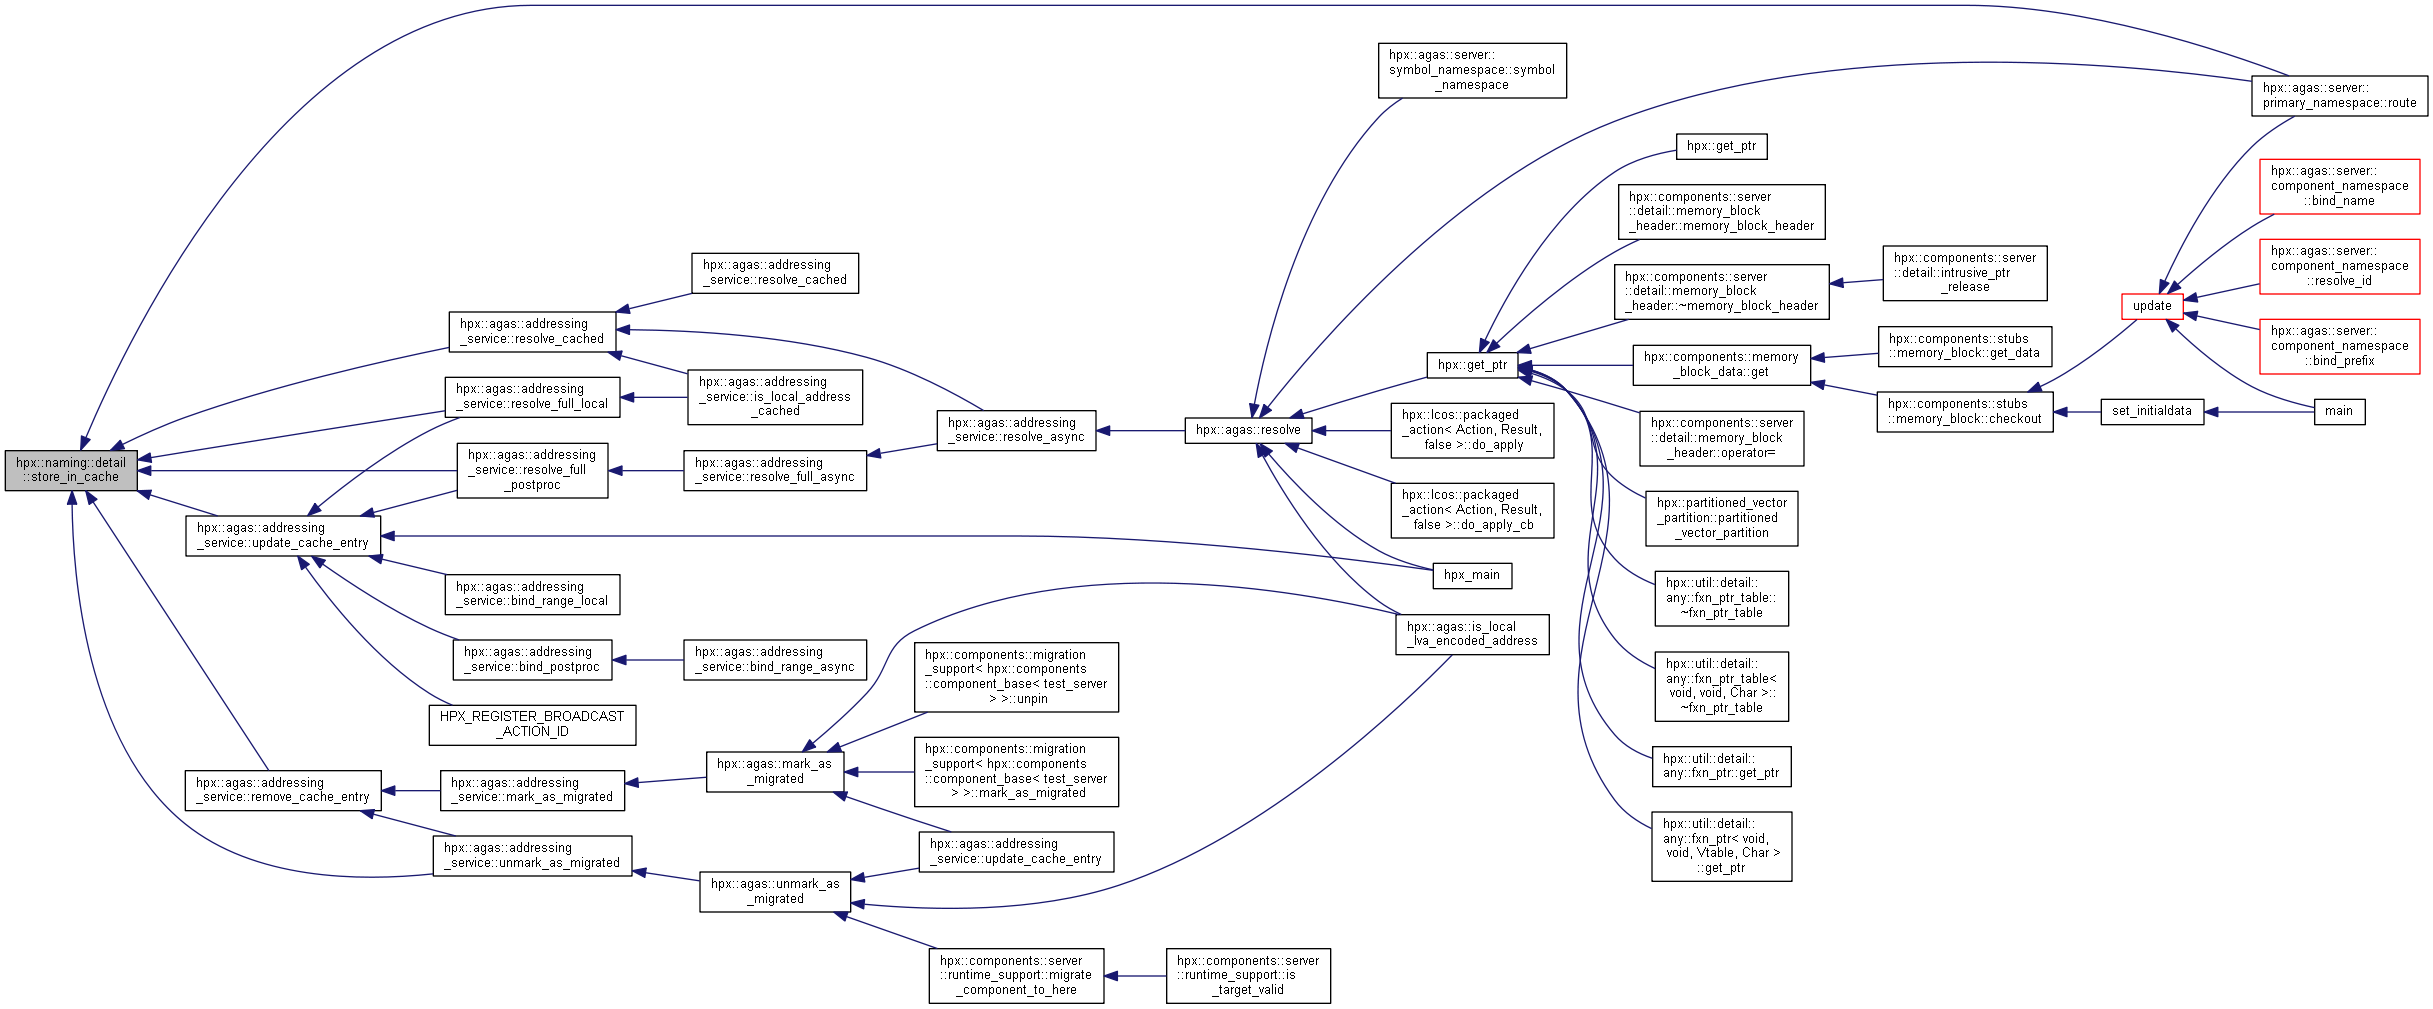 hpx::naming::detail
::store_in_cache
hpx::agas::addressing
_service::resolve_cached
hpx::agas::addressing
_service::resolve_full_local
hpx::agas::addressing
_service::resolve_full
_postproc
hpx::agas::addressing
_service::update_cache_entry
hpx::agas::addressing
_service::bind_range_local
hpx::agas::addressing
_service::bind_postproc
HPX_REGISTER_BROADCAST
_ACTION_ID
hpx::agas::addressing
_service::remove_cache_entry
hpx::agas::addressing
_service::mark_as_migrated
hpx::agas::addressing
_service::unmark_as_migrated
hpx::agas::addressing
_service::resolve_cached
hpx::agas::addressing
_service::is_local_address
_cached
hpx::agas::addressing
_service::resolve_full_async
hpx::agas::addressing
_service::bind_range_async
hpx::agas::mark_as
_migrated
hpx::agas::unmark_as
_migrated
hpx::agas::addressing
_service::resolve_async
hpx::components::migration
_support< hpx::components
::component_base< test_server
> >::unpin
hpx::components::migration
_support< hpx::components
::component_base< test_server
> >::mark_as_migrated
hpx::agas::addressing
_service::update_cache_entry
hpx::components::server
::runtime_support::migrate
_component_to_here
hpx::components::server
::runtime_support::is
_target_valid
hpx::agas::resolve
hpx::agas::server::
symbol_namespace::symbol
_namespace
hpx::get_ptr
hpx::lcos::packaged
_action< Action, Result,
false >::do_apply
hpx::lcos::packaged
_action< Action, Result,
false >::do_apply_cb
hpx_main
hpx::agas::is_local
_lva_encoded_address
hpx::get_ptr
hpx::components::server
::detail::memory_block
_header::memory_block_header
hpx::components::server
::detail::memory_block
_header::~memory_block_header
hpx::components::memory
_block_data::get
hpx::components::server
::detail::memory_block
_header::operator=
hpx::partitioned_vector
_partition::partitioned
_vector_partition
hpx::util::detail::
any::fxn_ptr_table::
~fxn_ptr_table
hpx::util::detail::
any::fxn_ptr_table<
void, void, Char >::
~fxn_ptr_table
hpx::util::detail::
any::fxn_ptr::get_ptr
hpx::util::detail::
any::fxn_ptr< void,
void, Vtable, Char >
::get_ptr
hpx::components::server
::detail::intrusive_ptr
_release
hpx::components::stubs
::memory_block::get_data
hpx::components::stubs
::memory_block::checkout
update
set_initialdata
hpx::agas::server::
primary_namespace::route
hpx::agas::server::
component_namespace
::bind_name
hpx::agas::server::
component_namespace
::resolve_id
hpx::agas::server::
component_namespace
::bind_prefix
main